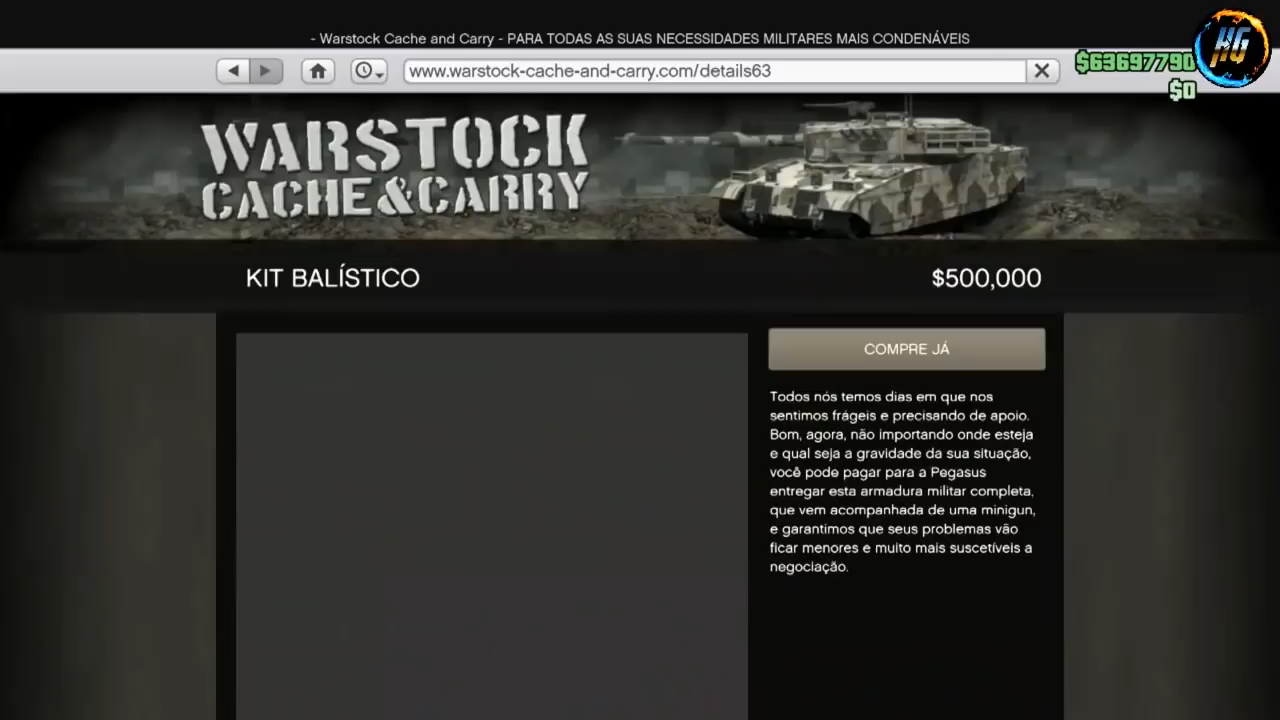 - Warstock Cache and Carry - PARA TODAS AS SUAS NECESSIDADES MILITARES MAIS CONDENÁVEIS
www.warstock-cache-and-carry.com/details63
$63697790
HG
$0
WARSTOCK
CACHE&CARRY
KIT BALÍSTICO
$500,000
COMPRE JÁ
Todos nós temos dias em que nos
sentimos frágeis e precisando de apoio.
Bom, agora, não importando onde esteja
e qual seja a gravidade da sua situação,
você pode pagar para a Pegasus
entregar esta armadura militar completa,
que vem acompanhada de uma minigun,
e garantimos que seus problemas vão
ficar menores e muito mais suscetíveis a
negociação.